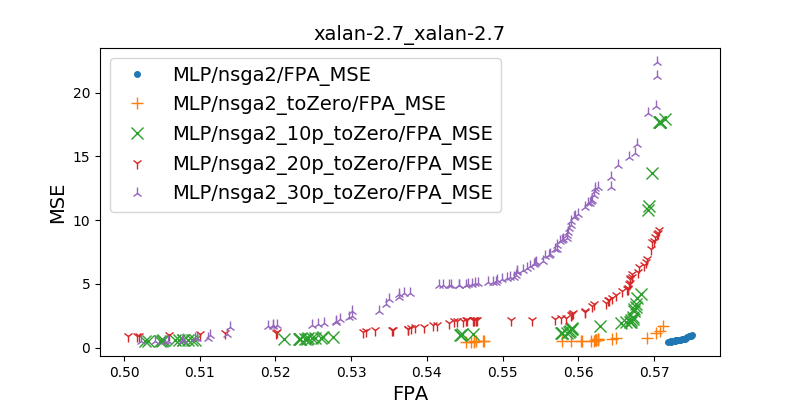 xalan-2.7_xalan-2.7
MLP/nsga2/FPA_MSE
MLP/nsga2_toZero/FPA_MSE
MLP/nsga2_10p_toZero/FPA_MSE
MLP/nsga2_20p_toZero/FPA_MSE
MLP/nsga2_30p_toZero/FPA_MSE
MSE
20
15
10
5
0
0.50 0.51 0.52 0.53 0.54 0.55 0.56 0.57
FPA